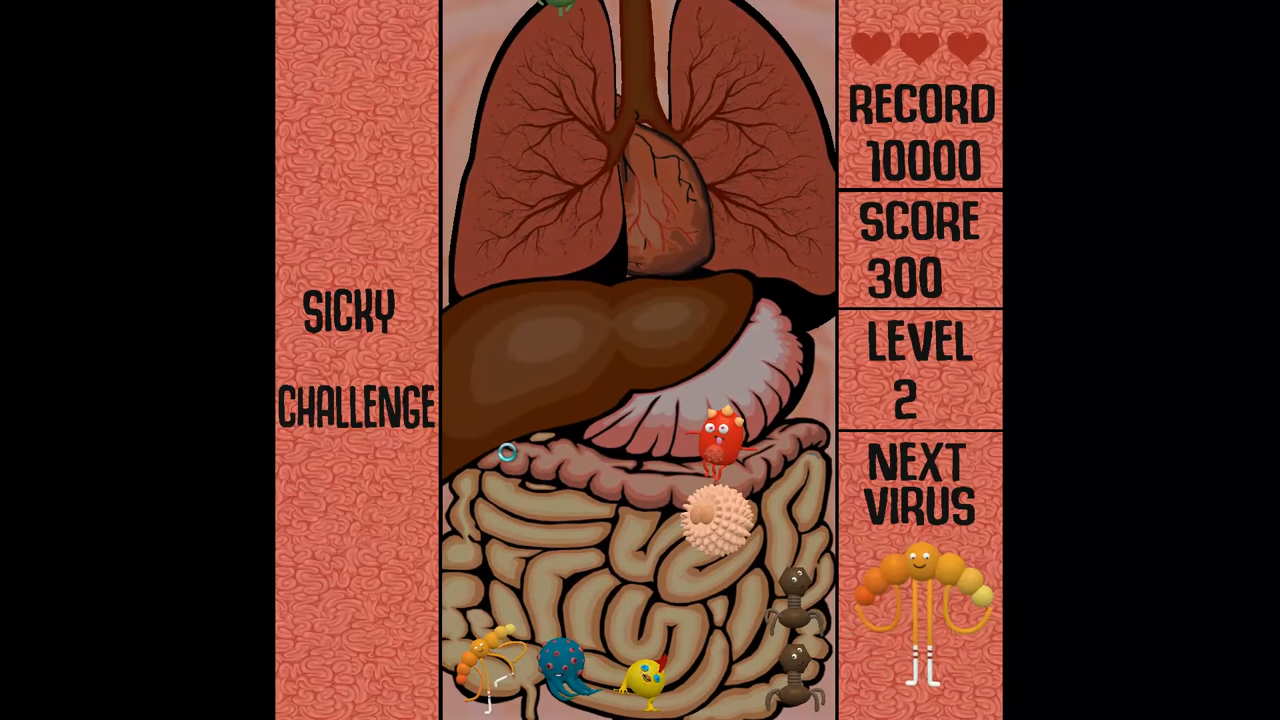 SICKY
CHALLENGE
RECORD
10000
SCORE
300
LEVEL
2
NEXT
VIRUS